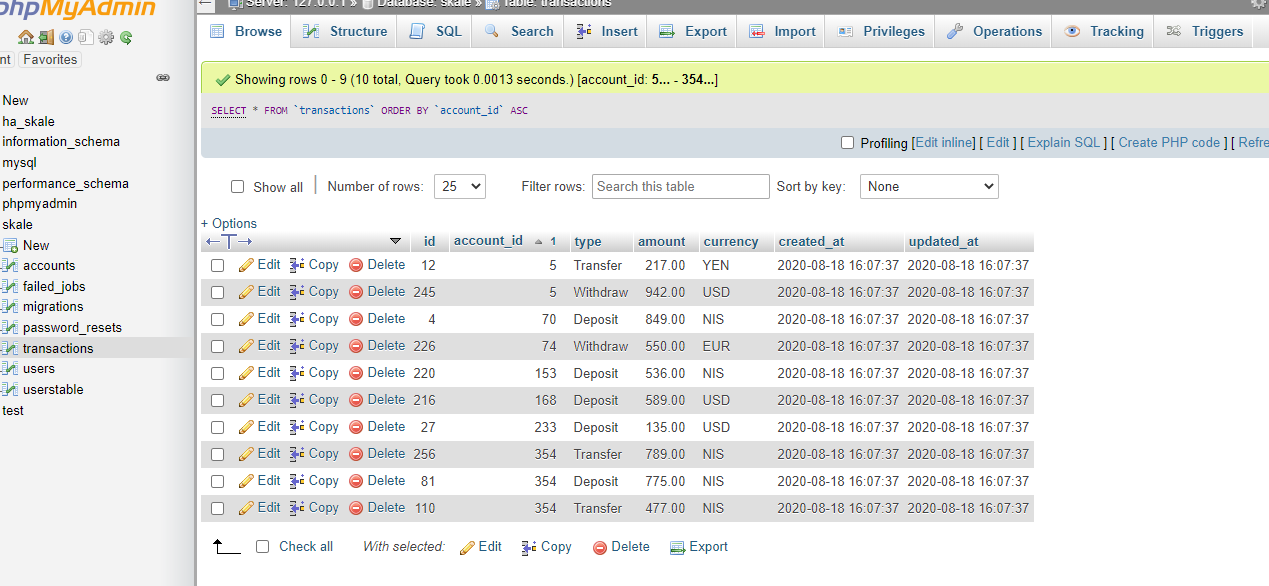 phpMyAdmin
Server: 127.0.0.1 » Database: skale » Table: transactions
Browse Structure SQL Search Insert Export Import Privileges Operations Tracking Triggers
nt Favorites
New
ha_skale
information_schema
mysql
performance_schema
phpmyadmin
skale
New
accounts
failed_jobs
migrations
password_resets
transactions
users
userstable
test
Showing rows 0 - 9 (10 total, Query took 0.0013 seconds.) [account_id: 5... - 354...]
SELECT * FROM `transactions` ORDER BY `account_id` ASC
Profiling [Edit inline] [ Edit ] [ Explain SQL ] [ Create PHP code ] [ Refre
Show all | Number of rows: 25 Filter rows: Search this table Sort by key: None
+ Options
←T→ id account_id 1 type amount currency created_at updated_at
Edit Copy Delete 12 5 Transfer 217.00 YEN 2020-08-18 16:07:37 2020-08-18 16:07:37
Edit Copy Delete 245 5 Withdraw 942.00 USD 2020-08-18 16:07:37 2020-08-18 16:07:37
Edit Copy Delete 4 70 Deposit 849.00 NIS 2020-08-18 16:07:37 2020-08-18 16:07:37
Edit Copy Delete 226 74 Withdraw 550.00 EUR 2020-08-18 16:07:37 2020-08-18 16:07:37
Edit Copy Delete 220 153 Deposit 536.00 NIS 2020-08-18 16:07:37 2020-08-18 16:07:37
Edit Copy Delete 216 168 Deposit 589.00 USD 2020-08-18 16:07:37 2020-08-18 16:07:37
Edit Copy Delete 27 233 Deposit 135.00 USD 2020-08-18 16:07:37 2020-08-18 16:07:37
Edit Copy Delete 256 354 Transfer 789.00 NIS 2020-08-18 16:07:37 2020-08-18 16:07:37
Edit Copy Delete 81 354 Deposit 775.00 NIS 2020-08-18 16:07:37 2020-08-18 16:07:37
Edit Copy Delete 110 354 Transfer 477.00 NIS 2020-08-18 16:07:37 2020-08-18 16:07:37
Check all With selected: Edit Copy Delete Export